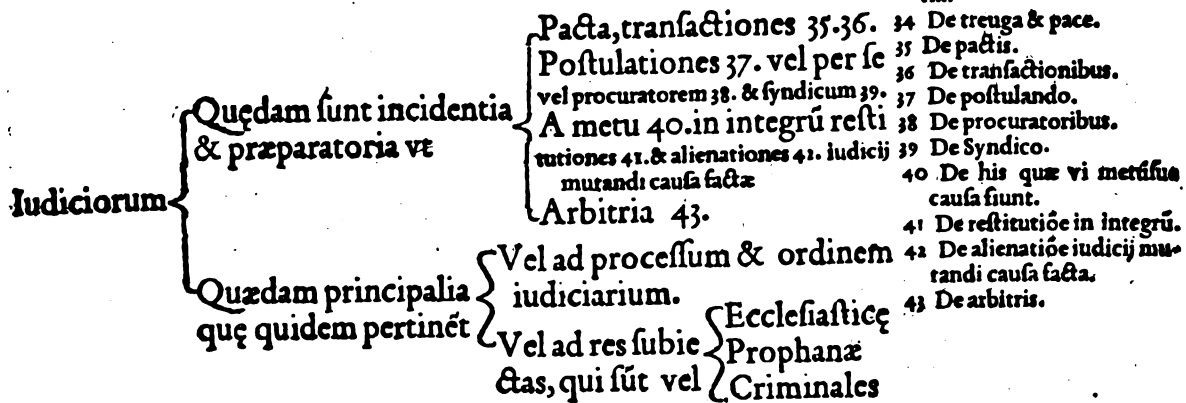 Iudiciorum
Quędam ſunt incidentia
& præparatoria vt
Pacta, tranſactiones 35.36.
Poſtulationes 37. vel per ſe
vel procuratorem 38. & ſyndicum 39.
A metu 40. in integrū reſti
tutiones 41. & alienationes 42. iudicij
mutandi cauſa factæ
Arbitria 43.
Quædam principalia
quę quidem pertinēt
Vel ad proceſſum & ordinem
iudiciarium.
Vel ad res ſubie
ctas, qui ſūt vel
Eccleſiaſticę
Prophanæ
Criminales
34 De treuga & pace.
35 De pactis.
36 De tranſactionibus.
37 De poſtulando.
38 De procuratoribus.
39 De Syndico.
40 De his quæ vi
cauſa fiunt.
41 De reſtitutiōe in integrū.
42 De alienatiōe iudicij mu-
tandi cauſa facta.
43 De arbitris.